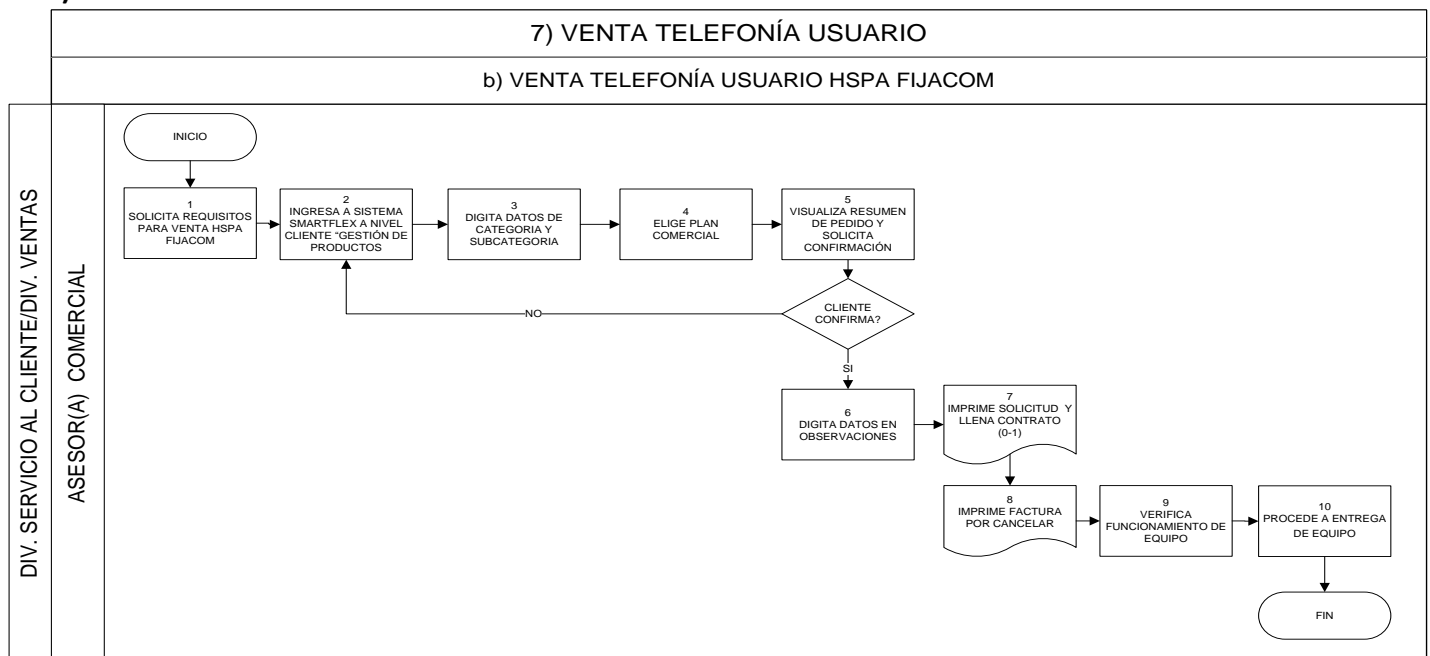 7) VENTA TELEFONÍA USUARIO
b) VENTA TELEFONÍA USUARIO HSPA FIJACOM
DIV. SERVICIO AL CLIENTE/DIV. VENTAS
ASESOR(A) COMERCIAL
INICIO
1
SOLICITA REQUISITOS
PARA VENTA HSPA
FIJACOM
2
INGRESA A SISTEMA
SMARTFLEX A NIVEL
CLIENTE “GESTIÓN DE
PRODUCTOS
3
DIGITA DATOS DE
CATEGORIA Y
SUBCATEGORIA
4
ELIGE PLAN
COMERCIAL
5
VISUALIZA RESUMEN
DE PEDIDO Y
SOLICITA
CONFIRMACIÓN
CLIENTE
CONFIRMA?
NO
SI
6
DIGITA DATOS EN
OBSERVACIONES
7
IMPRIME SOLICITUD Y
LLENA CONTRATO
(0-1)
8
IMPRIME FACTURA
POR CANCELAR
9
VERIFICA
FUNCIONAMIENTO DE
EQUIPO
10
PROCEDE A ENTREGA
DE EQUIPO
FIN